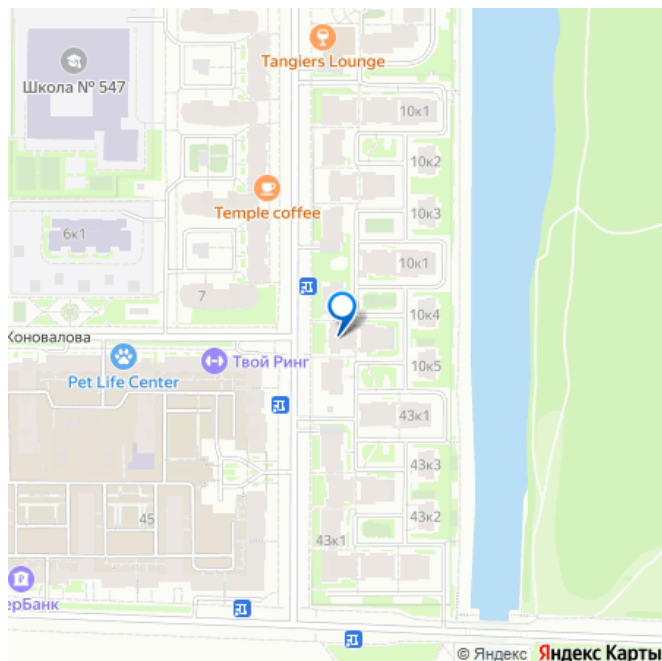 Tangiers Lounge
Школа № 547
10к1
10к2
Temple coffee
10к3
6к1
10к1
7
10к4
Коновалова
Твой Ринг
Pet Life Center
10к5
43к1
43к3
45
43к2
43к1
ерБанк
© Яндекс Яндекс Карты